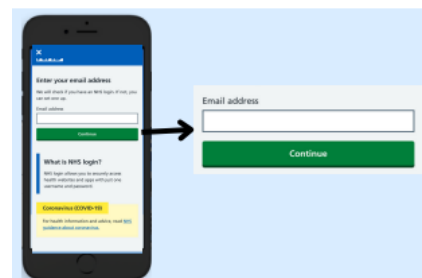 Enter your email address
We will check if you have an NHS login. If not, you
can set one up.
Email address
Continue
What is NHS login?
NHS login allows you to securely access
health websites and apps with just one
username and password.
Coronavirus (COVID-19)
For health information and advice, read NHS
guidance about coronavirus.
Email address
Continue